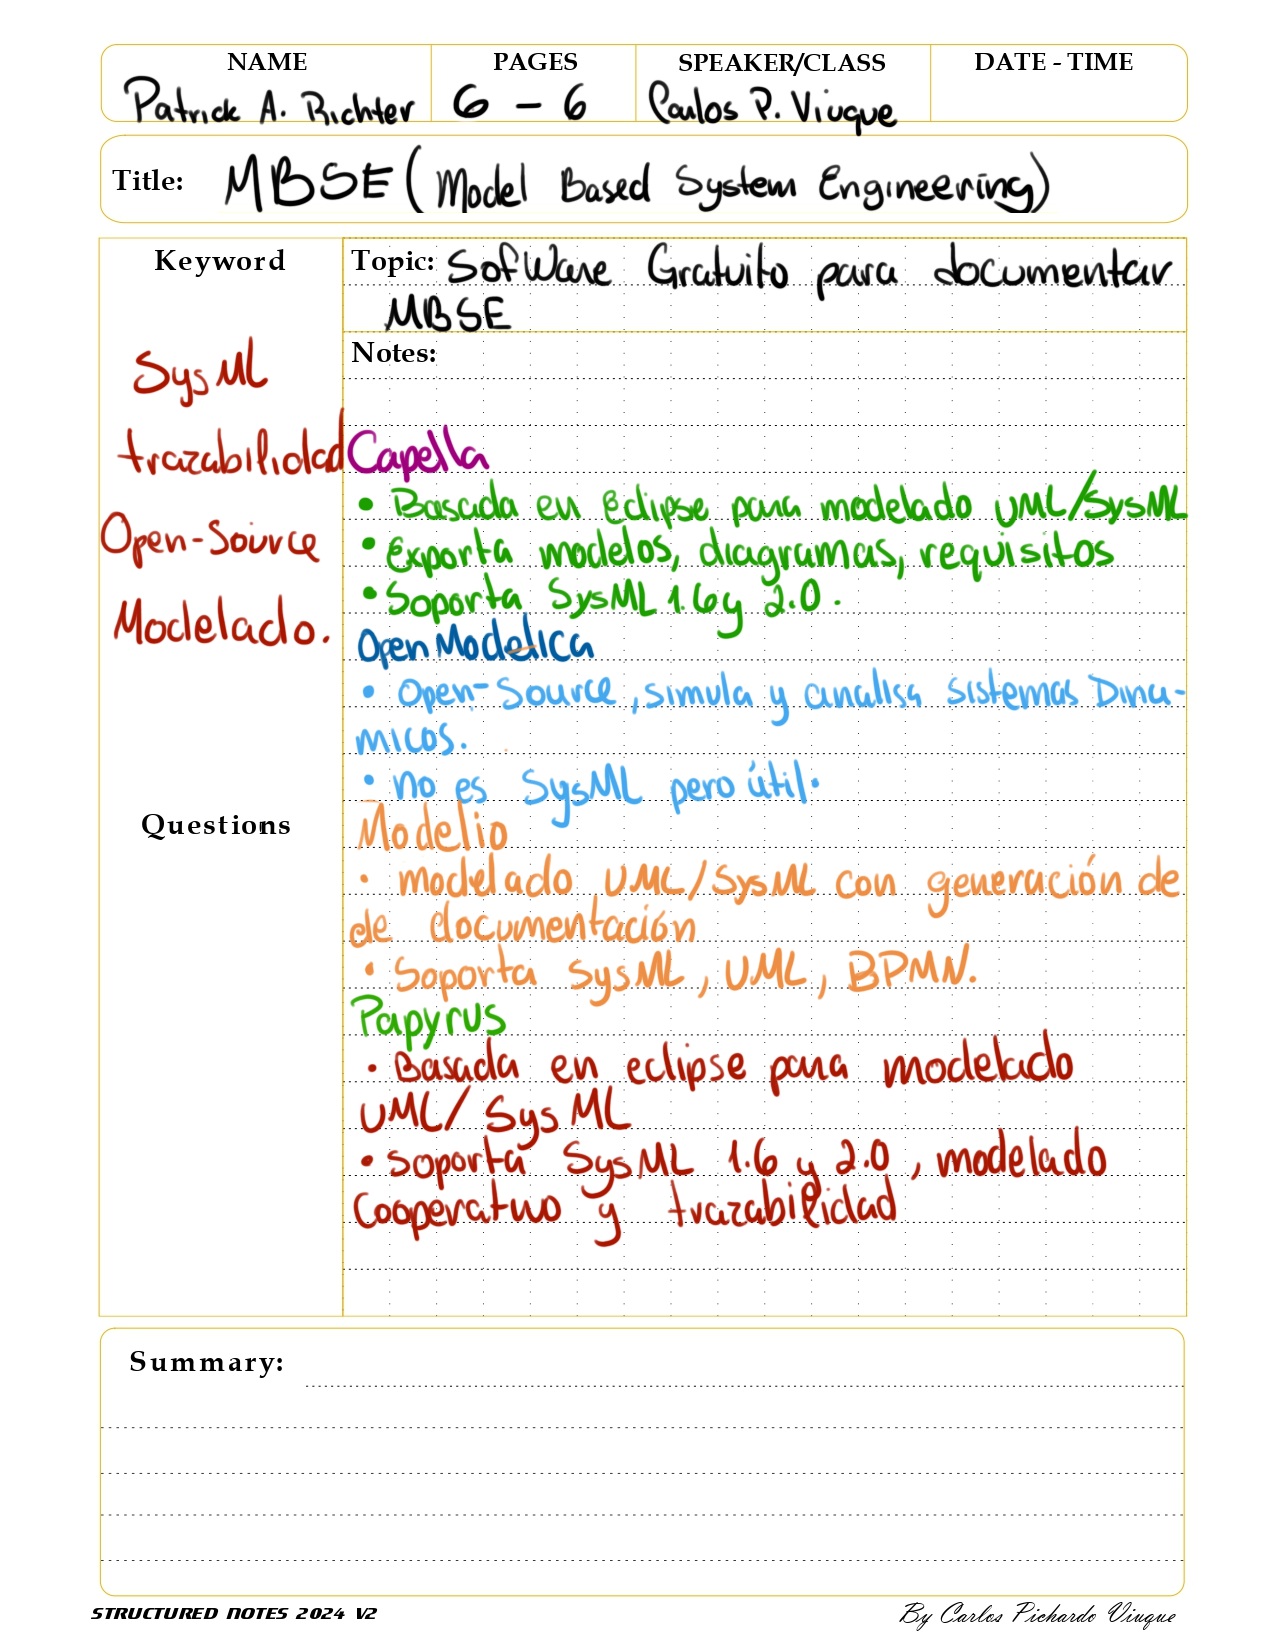 NAME PAGES SPEAKER/CLASS DATE - TIME
Patrick A. Richter 6 - 6 Carlos P. Viuque
Title: MBSE (Model Based System Engineering)
Keyword
Topic: SofWare Gratuito para documentar
MBSE
Notes:
SysML
trazabilidad
Open-Source
Modelado.
Capella
• Basada en Eclipse para modelado UML/SysML
• Exporta modelos, diagramas, requisitos
• Soporta SysML 1.6 y 2.0.
OpenModelica
• Open-Source, simula y analisa sistemas Dina-
micos.
• no es SysML pero útil.
Questions
Modelio
• modelado UML/SysML con generación de
de documentación
• Soporta SysML, UML, BPMN.
Papyrus
• Basada en eclipse para modelado
UML/SysML
• Soporta SysML 1.6 y 2.0, modelado
Cooperativo y trazabilidad
Summary:
STRUCTURED NOTES 2024 V2
By Carlos Pichardo Viuque